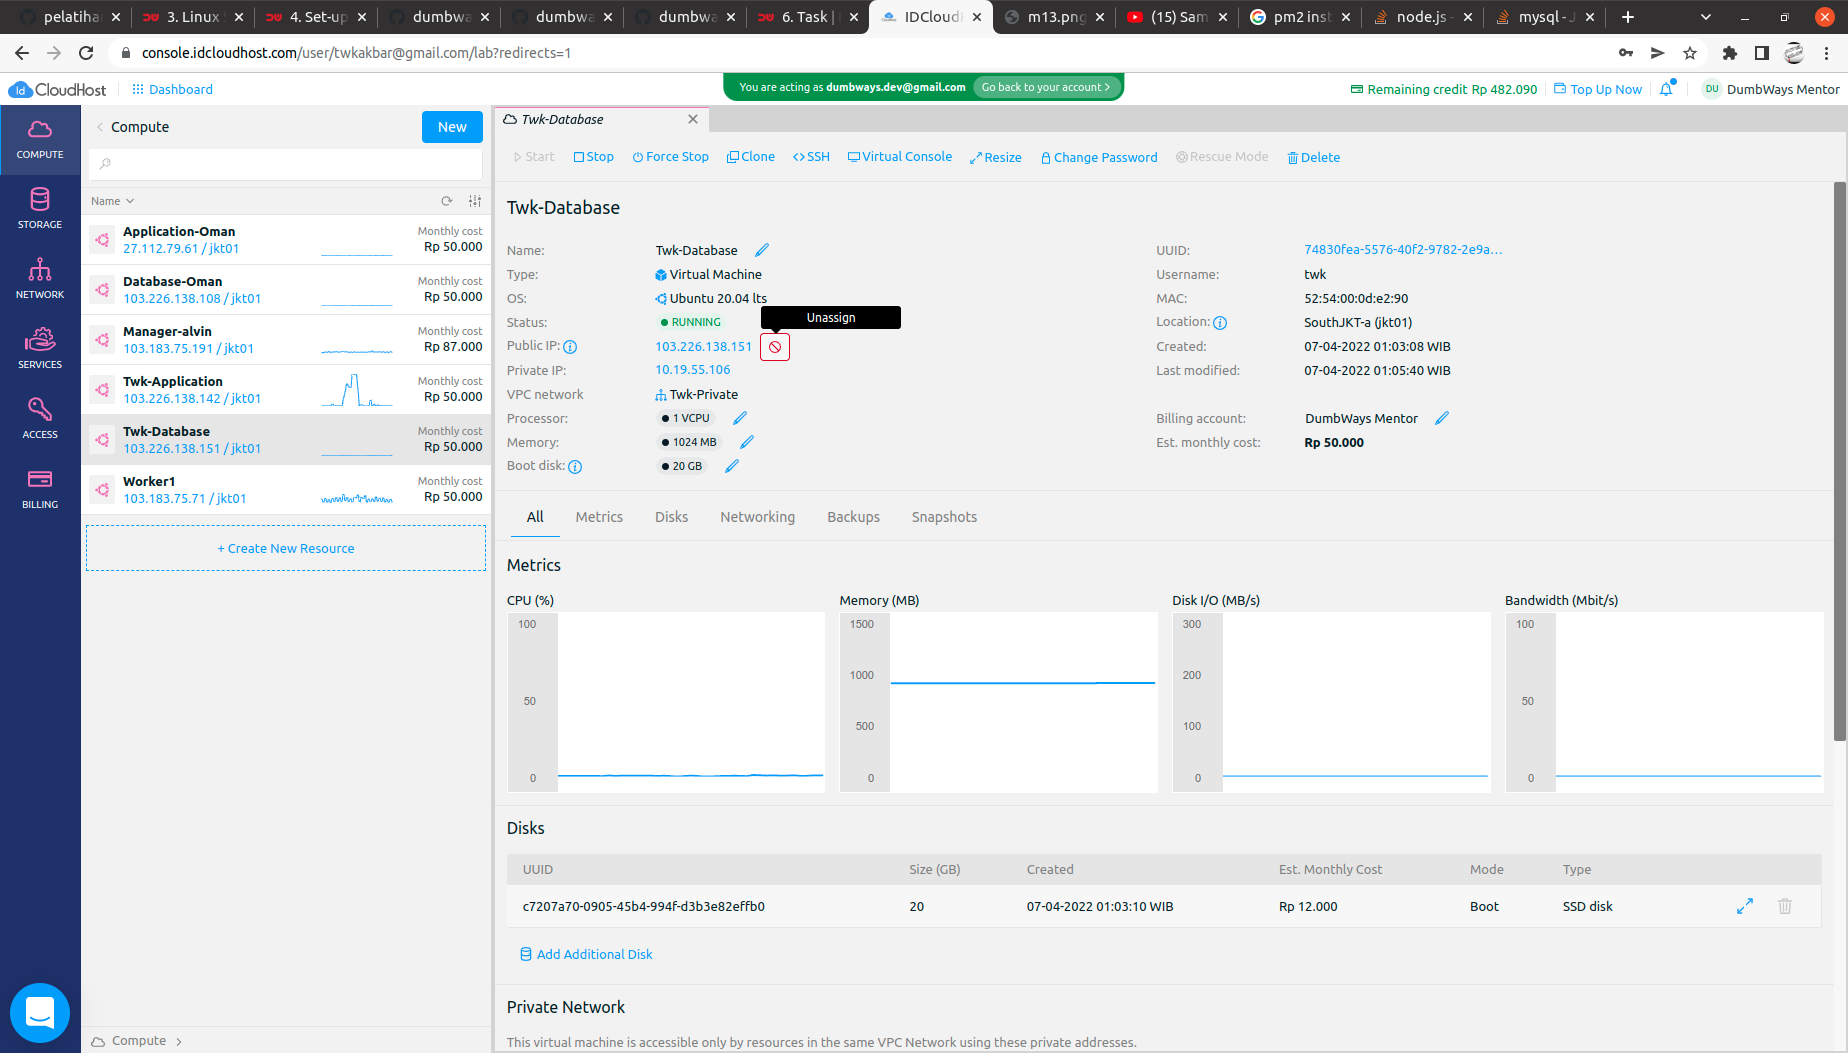 pelatiha
3. Linux
4. Set-up
dumbwa
dumbwa
dumbwa
6. Task |
IDCloudH
m13.png
(15) Sam
pm2 inst
node.js -
mysql - J
console.idcloudhost.com/user/twkakbar@gmail.com/lab?redirects=1
Id CloudHost
Dashboard
You are acting as dumbways.dev@gmail.com
Go back to your account >
Remaining credit Rp 482.090
Top Up Now
DU
DumbWays Mentor
COMPUTE
STORAGE
NETWORK
SERVICES
ACCESS
BILLING
Compute
New
Name
Application-Oman
27.112.79.61 / jkt01
Monthly cost
Rp 50.000
Database-Oman
103.226.138.108 / jkt01
Monthly cost
Rp 50.000
Manager-alvin
103.183.75.191 / jkt01
Monthly cost
Rp 87.000
Twk-Application
103.226.138.142 / jkt01
Monthly cost
Rp 50.000
Twk-Database
103.226.138.151 / jkt01
Monthly cost
Rp 50.000
Worker1
103.183.75.71 / jkt01
Monthly cost
Rp 50.000
+ Create New Resource
Compute >
Twk-Database
Start
Stop
Force Stop
Clone
<>SSH
Virtual Console
Resize
Change Password
Rescue Mode
Delete
Twk-Database
Name: Twk-Database
Type: Virtual Machine
OS: Ubuntu 20.04 lts
Status: RUNNING
Unassign
Public IP: 103.226.138.151
Private IP: 10.19.55.106
VPC network Twk-Private
Processor: 1 VCPU
Memory: 1024 MB
Boot disk: 20 GB
UUID: 74830fea-5576-40f2-9782-2e9a...
Username: twk
MAC: 52:54:00:0d:e2:90
Location: SouthJKT-a (jkt01)
Created: 07-04-2022 01:03:08 WIB
Last modified: 07-04-2022 01:05:40 WIB
Billing account: DumbWays Mentor
Est. monthly cost: Rp 50.000
All
Metrics
Disks
Networking
Backups
Snapshots
Metrics
CPU (%)
100
50
0
Memory (MB)
1500
1000
500
0
Disk I/O (MB/s)
300
200
100
0
Bandwidth (Mbit/s)
100
50
0
Disks
UUID Size (GB) Created Est. Monthly Cost Mode Type
c7207a70-0905-45b4-994f-d3b3e82effb0 20 07-04-2022 01:03:10 WIB Rp 12.000 Boot SSD disk
Add Additional Disk
Private Network
This virtual machine is accessible only by resources in the same VPC Network using these private addresses.